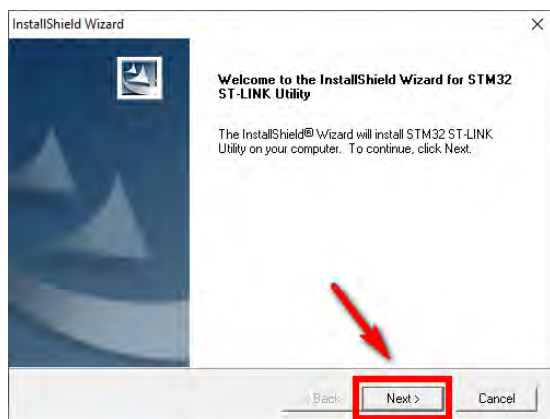 InstallShield Wizard
Welcome to the InstallShield Wizard for STM32
ST-LINK Utility
The InstallShield® Wizard will install STM32 ST-LINK
Utility on your computer. To continue, click Next.
Back
Next >
Cancel